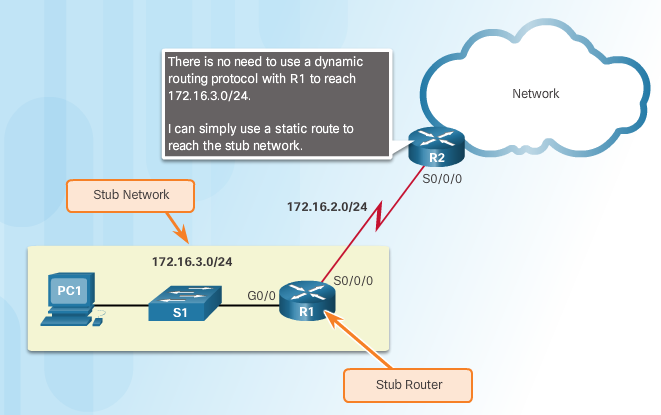 There is no need to use a dynamic
routing protocol with R1 to reach
172.16.3.0/24.
I can simply use a static route to
reach the stub network.
Network
R2
S0/0/0
Stub Network
172.16.2.0/24
172.16.3.0/24
S0/0/0
PC1
G0/0
S1
R1
Stub Router